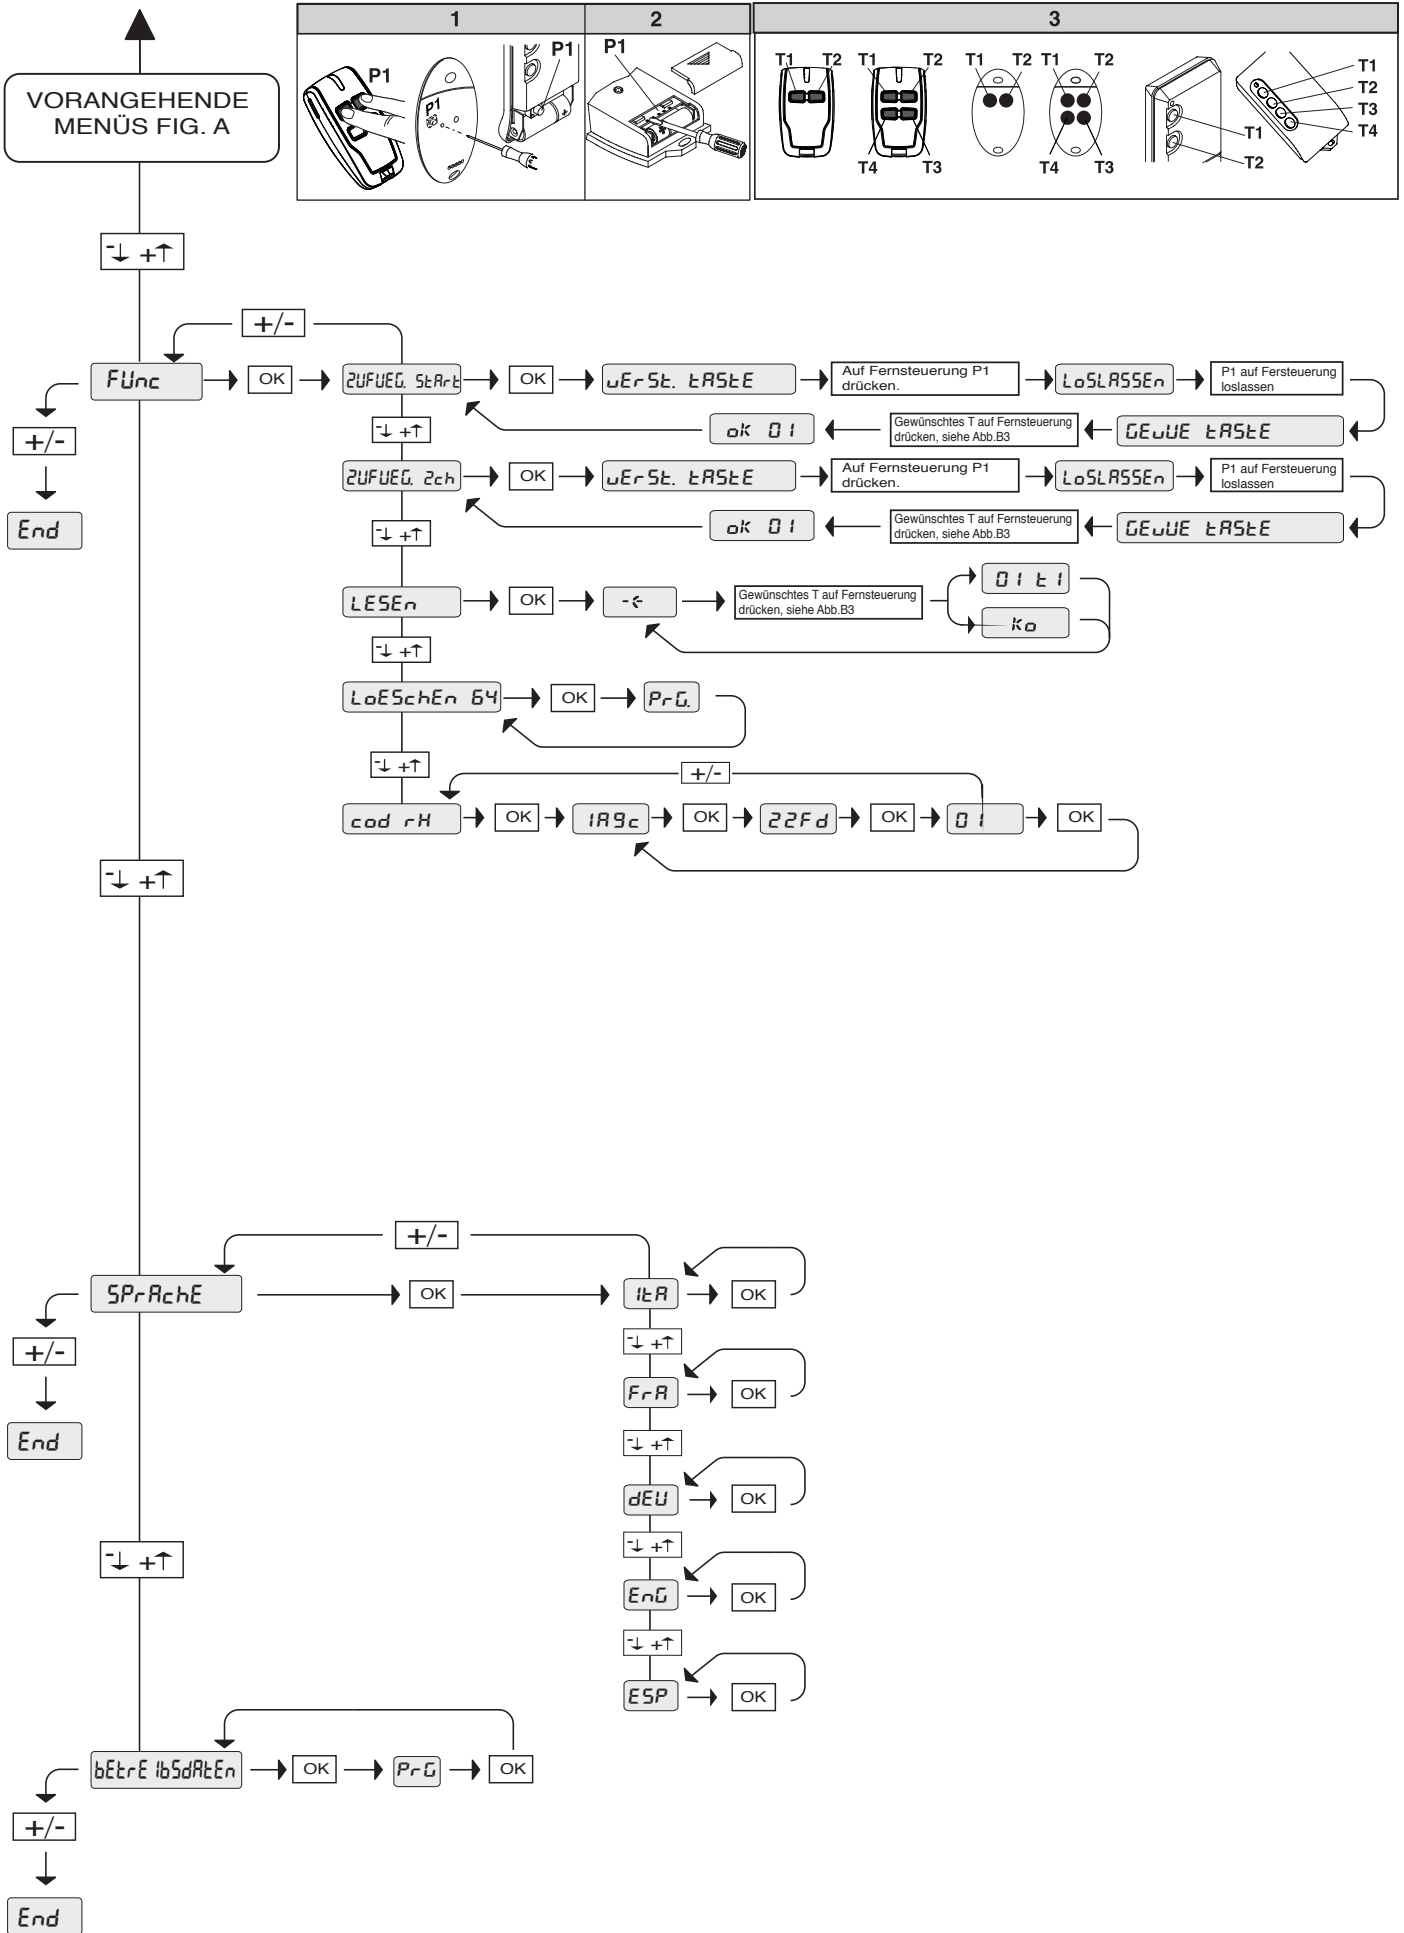 1 2 3
VORANGEHENDE
MENÜS FIG. A
P1 P1 P1
P1
T1 T2 T1 T2 T1 T2 T1 T2
T4 T3 T4 T3
T1
T2
T1
T2
T3
T4
-↓ +↑
+/-
FUnc OK ZUFUEG. StArt OK vErSt. tAStE Auf Fernsteuerung P1
drücken.
LoSLASSEn P1 auf Fersteuerung
loslassen
+/-
End
-↓ +↑
oK 01 Gewünschtes T auf Fernsteuerung
drücken, siehe Abb.B3
GEwUE tAStE
ZUFUEG. 2ch OK vErSt. tAStE Auf Fernsteuerung P1
drücken.
LoSLASSEn P1 auf Fersteuerung
loslassen
-↓ +↑
oK 01 Gewünschtes T auf Fernsteuerung
drücken, siehe Abb.B3
GEwUE tAStE
LESEn OK Gewünschtes T auf Fernsteuerung
drücken, siehe Abb.B3
01 t1
Ko
-↓ +↑
LoESchEn 64 OK PrG.
-↓ +↑
+/-
cod rH OK 1A9c OK 22Fd OK 01 OK
-↓ +↑
+/-
SPrAchE OK ItA OK
+/-
End
-↓ +↑
FrA OK
-↓ +↑
dEU OK
-↓ +↑
EnG OK
-↓ +↑
ESP OK
-↓ +↑
bEtrEIbSdAtEn OK PrG OK
+/-
End